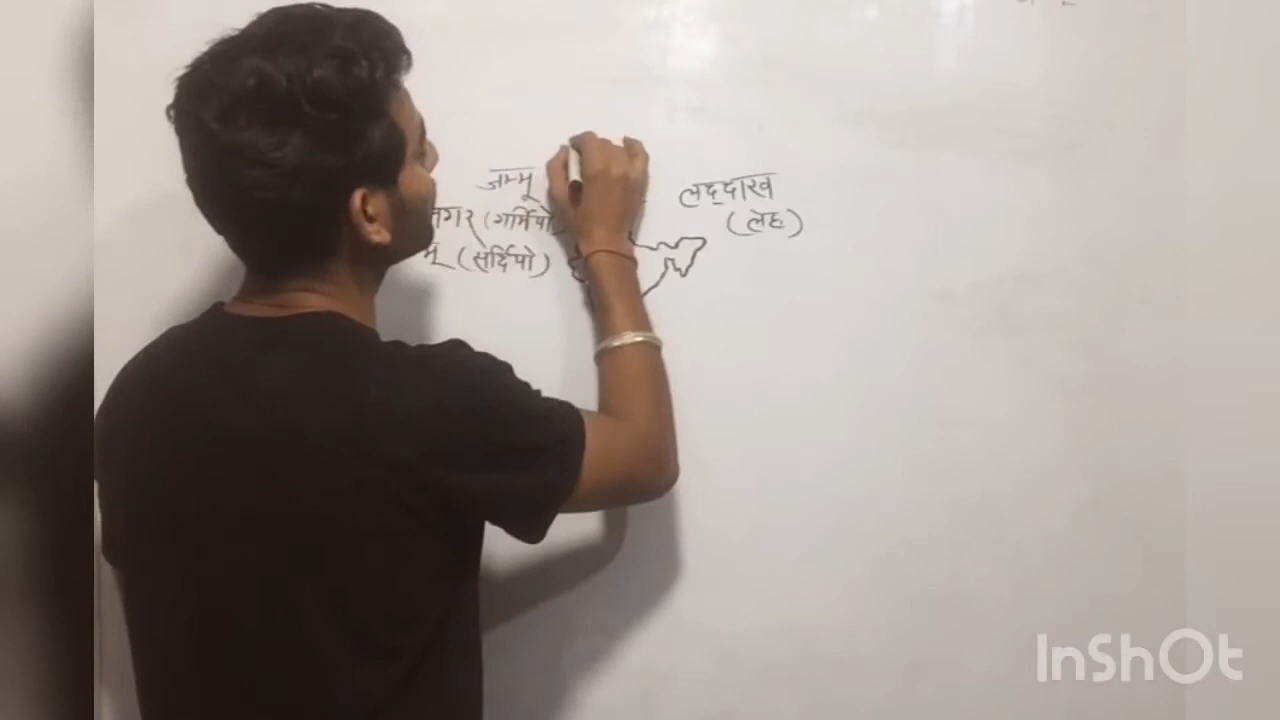 जम्मू
लद्दाख
नगर (गर्मियो)
(लेह)
(सर्दियो)
InShOt